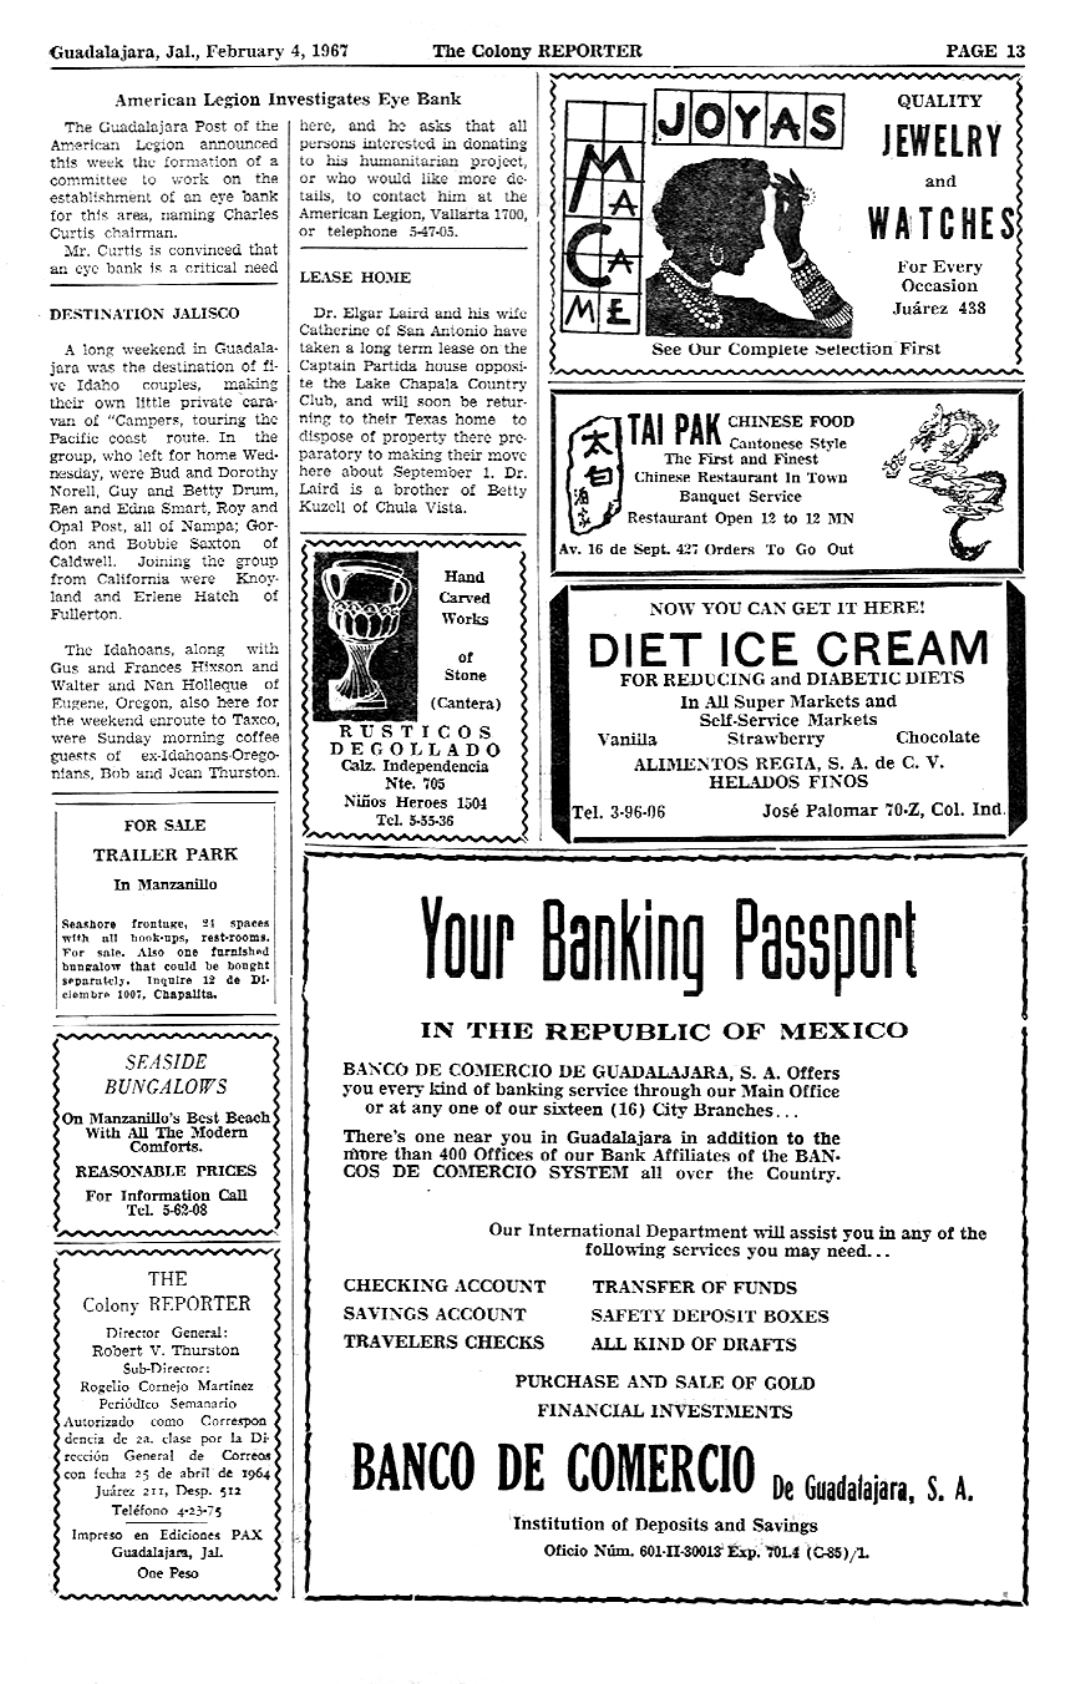 Guadalajara, Jal., February 4, 1967 The Colony REPORTER PAGE 13
American Legion Investigates Eye Bank
The Guadalajara Post of the
American Legion announced
this week the formation of a
committee to work on the
establishment of an eye bank
for this area, naming Charles
Curtis chairman.
Mr. Curtis is convinced that
an eye bank is a critical need
here, and he asks that all
persons interested in donating
to his humanitarian project,
or who would like more de-
tails, to contact him at the
American Legion, Vallarta 1700,
or telephone 5-47-05.
DESTINATION JALISCO
A long weekend in Guadala-
jara was the destination of fi-
ve Idaho couples, making
their own little private cara-
van of "Campers, touring the
Pacific coast route. In the
group, who left for home Wed-
nesday, were Bud and Dorothy
Norell, Guy and Betty Drum,
Ren and Edna Smart, Roy and
Opal Post, all of Nampa; Gor-
don and Bobbie Saxton of
Caldwell. Joining the group
from California were Knoy-
land and Erlene Hatch of
Fullerton.
The Idahoans, along with
Gus and Frances Hixson and
Walter and Nan Holleque of
Eugene, Oregon, also here for
the weekend enroute to Taxco,
were Sunday morning coffee
guests of ex-Idahoans-Orego-
nians, Bob and Jean Thurston.
LEASE HOME
Dr. Elgar Laird and his wife
Catherine of San Antonio have
taken a long term lease on the
Captain Partida house opposi-
te the Lake Chapala Country
Club, and will soon be retur-
ning to their Texas home to
dispose of property there pre-
paratory to making their move
here about September 1. Dr.
Laird is a brother of Betty
Kuzell of Chula Vista.
FOR SALE
TRAILER PARK
In Manzanillo
Seashore frontage, 24 spaces
with all hook-ups, rest-rooms.
For sale. Also one furnished
bungalow that could be bought
separately. Inquire 12 de Di-
ciembre 1007, Chapalita.
SEASIDE
BUNGALOWS
On Manzanillo's Best Beach
With All The Modern
Comforts.
REASONABLE PRICES
For Information Call
Tel. 5-62-08
THE
Colony REPORTER
Director General:
Robert V. Thurston
Sub-Director:
Rogelio Cornejo Martínez
Periódico Semanario
Autorizado como Correspon
dencia de 2a. clase por la Di-
rección General de Correos
con fecha 25 de abril de 1964
Juárez 211, Desp. 512
Teléfono 4-23-75
Impreso en Ediciones PAX
Guadalajara, Jal.
One Peso
Hand
Carved
Works
of
Stone
(Cantera)
RUSTICOS
DEGOLLADO
Calz. Independencia
Nte. 705
Niños Heroes 1504
Tel. 5-55-36
JOYAS
MACAME
QUALITY
JEWELRY
and
WATCHES
For Every
Occasion
Juárez 438
See Our Complete Selection First
太白酒家
TAI PAK CHINESE FOOD
Cantonese Style
The First and Finest
Chinese Restaurant In Town
Banquet Service
Restaurant Open 12 to 12 MN
Av. 16 de Sept. 427 Orders To Go Out
NOW YOU CAN GET IT HERE!
DIET ICE CREAM
FOR REDUCING and DIABETIC DIETS
In All Super Markets and
Self-Service Markets
Vanilla Strawberry Chocolate
ALIMENTOS REGIA, S. A. de C. V.
HELADOS FINOS
Tel. 3-96-06 José Palomar 70-Z, Col. Ind.
Your Banking Passport
IN THE REPUBLIC OF MEXICO
BANCO DE COMERCIO DE GUADALAJARA, S. A. Offers
you every kind of banking service through our Main Office
or at any one of our sixteen (16) City Branches...
There's one near you in Guadalajara in addition to the
more than 400 Offices of our Bank Affiliates of the BAN-
COS DE COMERCIO SYSTEM all over the Country.
Our International Department will assist you in any of the
following services you may need...
CHECKING ACCOUNT TRANSFER OF FUNDS
SAVINGS ACCOUNT SAFETY DEPOSIT BOXES
TRAVELERS CHECKS ALL KIND OF DRAFTS
PURCHASE AND SALE OF GOLD
FINANCIAL INVESTMENTS
BANCO DE COMERCIO De Guadalajara, S. A.
Institution of Deposits and Savings
Oficio Núm. 601-II-30013 Exp. 701.4 (C-85)/1.